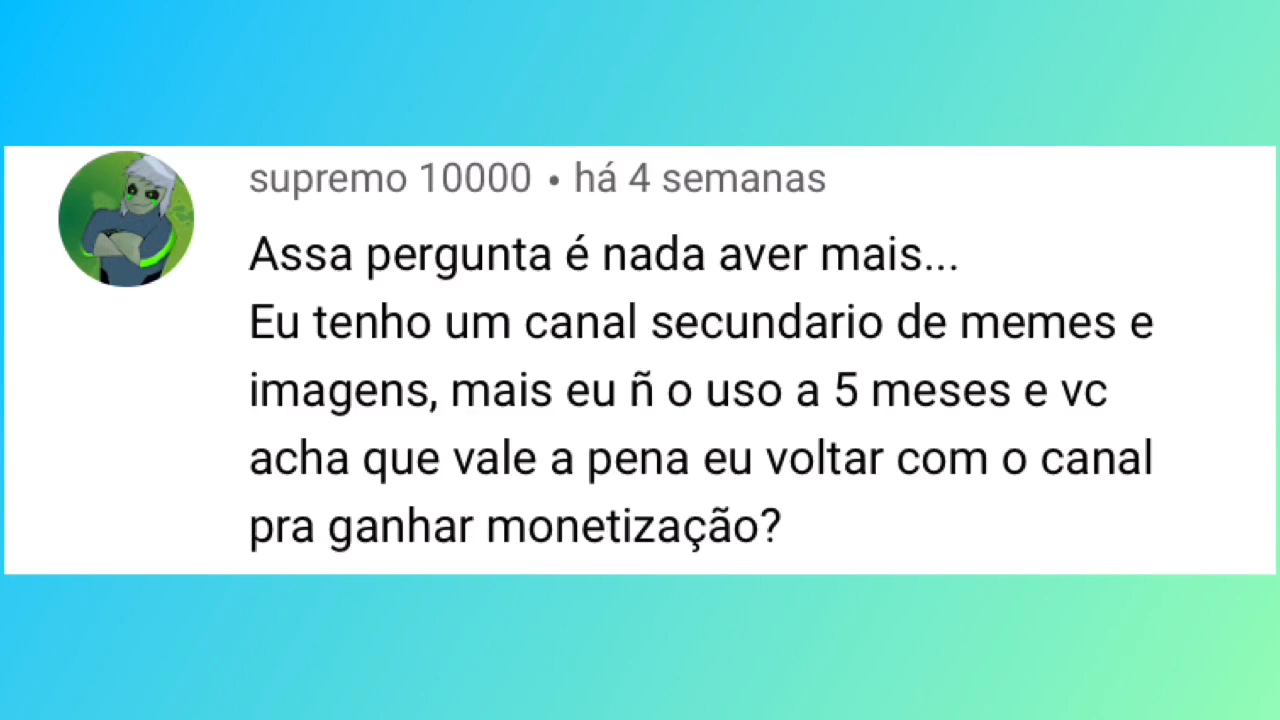 supremo 10000 • há 4 semanas
Assa pergunta é nada aver mais...
Eu tenho um canal secundario de memes e
imagens, mais eu ñ o uso a 5 meses e vc
acha que vale a pena eu voltar com o canal
pra ganhar monetização?